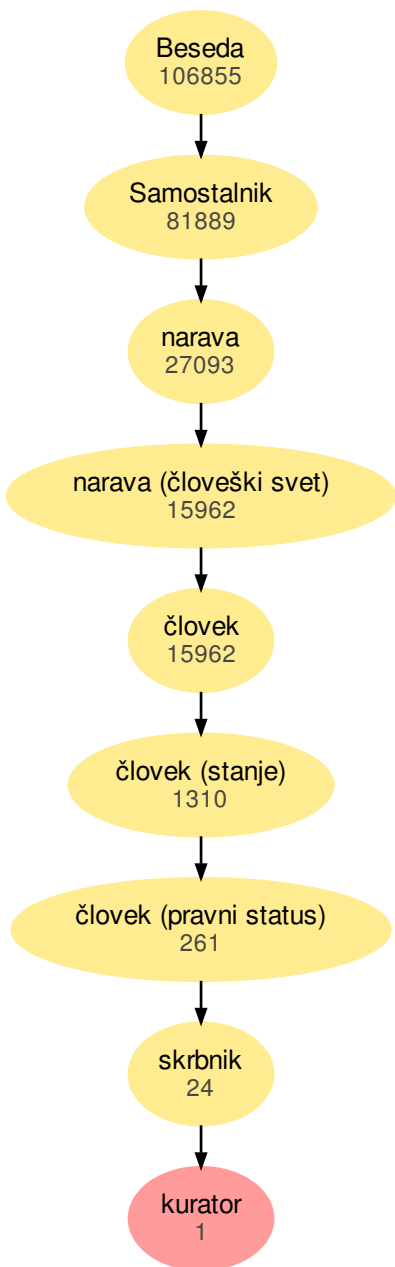 Beseda
106855
Samostalnik
81889
narava
27093
narava (človeški svet)
15962
človek
15962
človek (stanje)
1310
človek (pravni status)
261
skrbnik
24
kurator
1